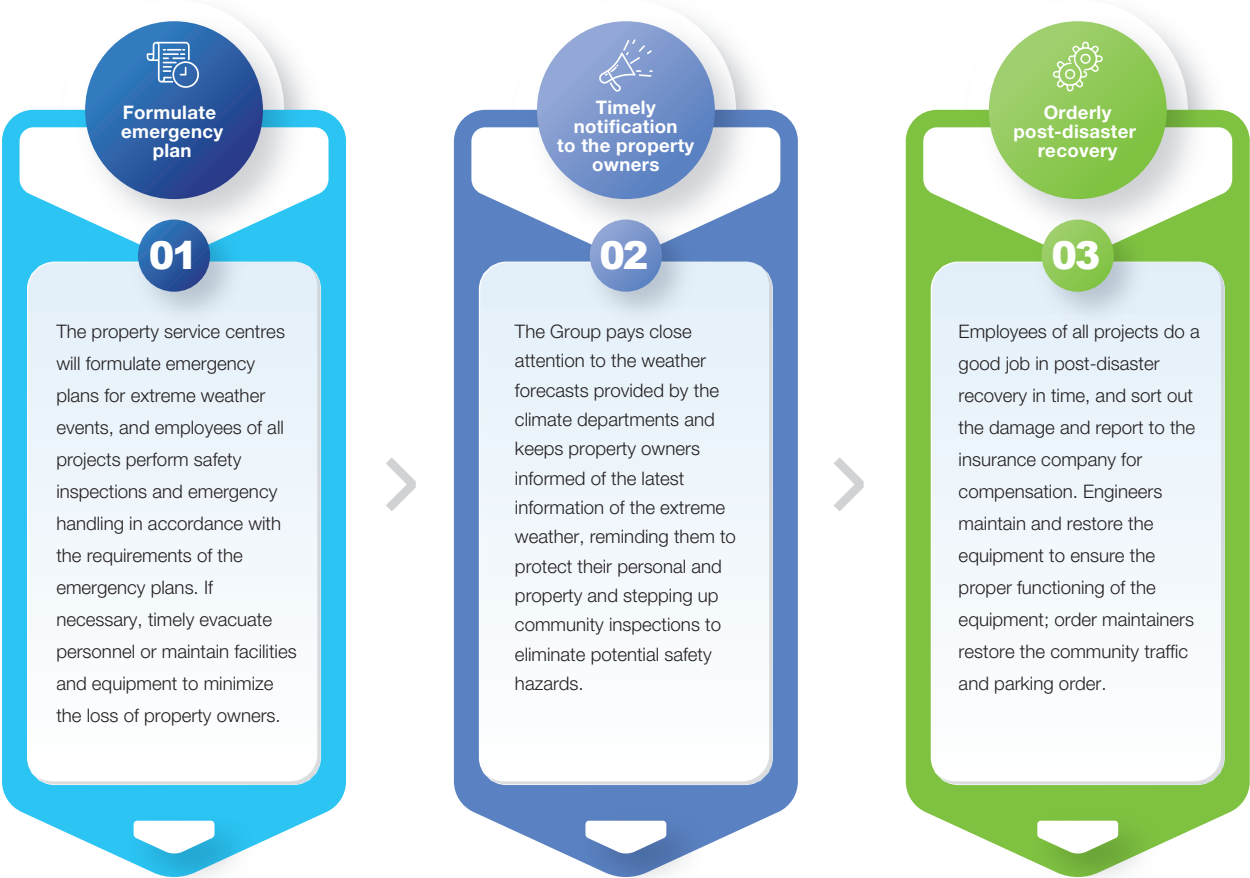 Formulate
emergency
plan
01
The property service centres
will formulate emergency
plans for extreme weather
events, and employees of all
projects perform safety
inspections and emergency
handling in accordance with
the requirements of the
emergency plans. If
necessary, timely evacuate
personnel or maintain facilities
and equipment to minimize
the loss of property owners.
Timely
notification
to the property
owners
02
The Group pays close
attention to the weather
forecasts provided by the
climate departments and
keeps property owners
informed of the latest
information of the extreme
weather, reminding them to
protect their personal and
property and stepping up
community inspections to
eliminate potential safety
hazards.
Orderly
post-disaster
recovery
03
Employees of all projects do a
good job in post-disaster
recovery in time, and sort out
the damage and report to the
insurance company for
compensation. Engineers
maintain and restore the
equipment to ensure the
proper functioning of the
equipment; order maintainers
restore the community traffic
and parking order.